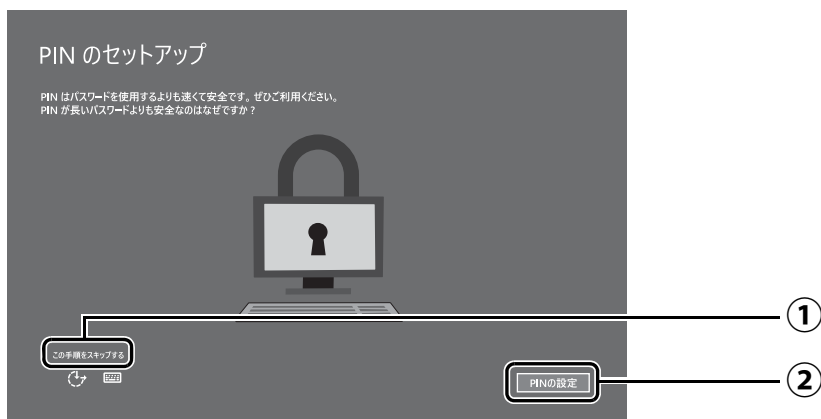 PIN のセットアップ
PIN はパスワードを使用するよりも速くて安全です。ぜひご利用ください。
PIN が長いパスワードよりも安全なのはなぜですか?
この手順をスキップする
①
PINの設定
②